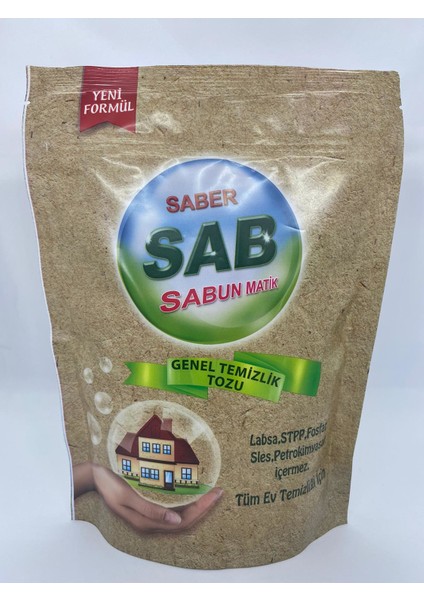 YENİ
FORMÜL
SABER
SAB
SABUN MATİK
GENEL TEMİZLİK
TOZU
Labsa,STPP,Fosfat
Sles,Petrokimyasal
içermez.
Tüm Ev Temizliği